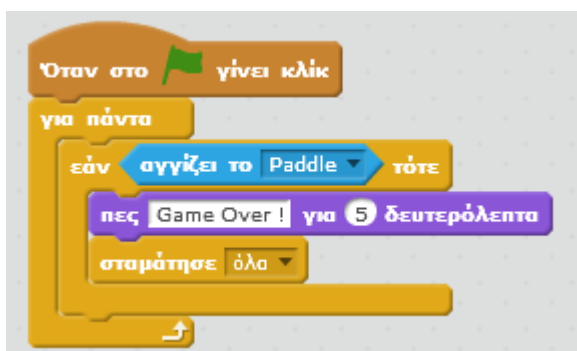 Όταν στο γίνει κλίκ
για πάντα
εάν αγγίζει το Paddle τότε
πες Game Over ! για 5 δευτερόλεπτα
σταμάτησε όλα